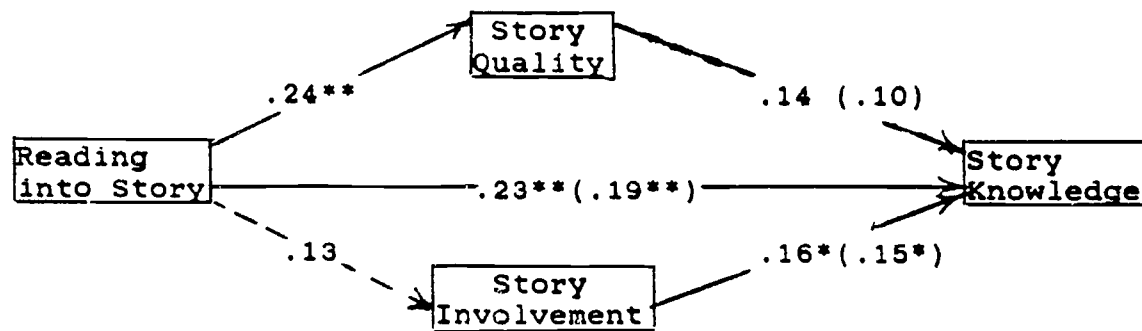 Story
Quality
.24**
.14 (.10)
Reading
into Story
.23**(.19**)
Story
Knowledge
.13
.16*(.15*)
Story
Involvement